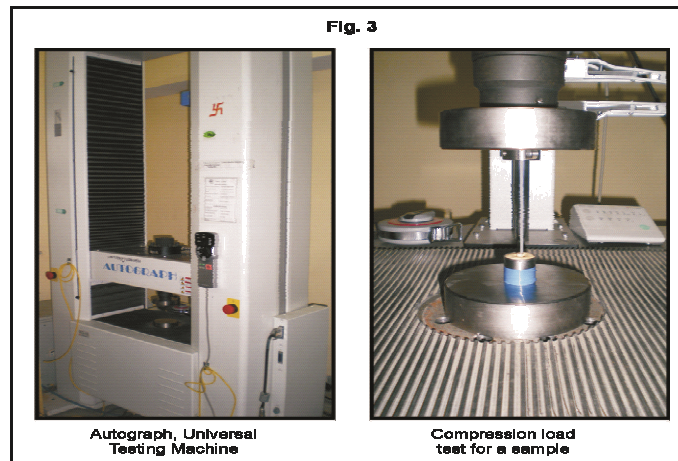 Fig. 3
AUTOGRAPH
Autograph, Universal
Testing Machine
Compression load
test for a sample